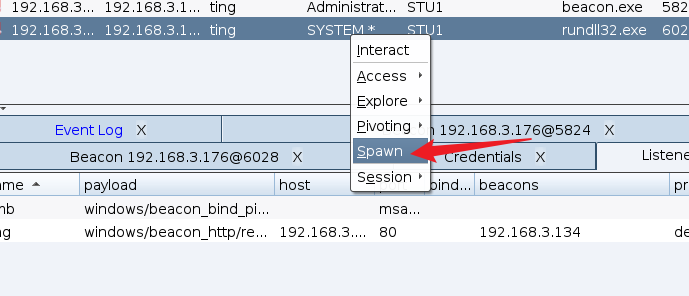 192.168.3.... 192.168.3.1... ting Administrat... STU1 beacon.exe 582
192.168.3.... 192.168.3.1... ting SYSTEM * STU1 rundll32.exe 602
Interact
Access
Explore
Pivoting
Spawn
Session
Event Log X 192.168.3.176@5824 X
Beacon 192.168.3.176@6028 X Credentials X Listene
ame payload host bind... beacons pr
nb windows/beacon_bind_pi... msa...
ng windows/beacon_http/re... 192.168.3.... 80 192.168.3.134 de